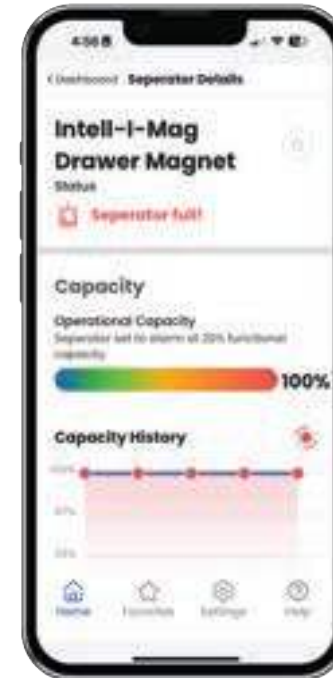 4:56
Dashboard Seperator Details
Intell-I-Mag
Drawer Magnet
Status
Seperator full!
Capacity
Operational Capacity
Seperator set to alarm at 20% functional
capacity
100%
Capacity History
100%
Home Favorites Settings Help